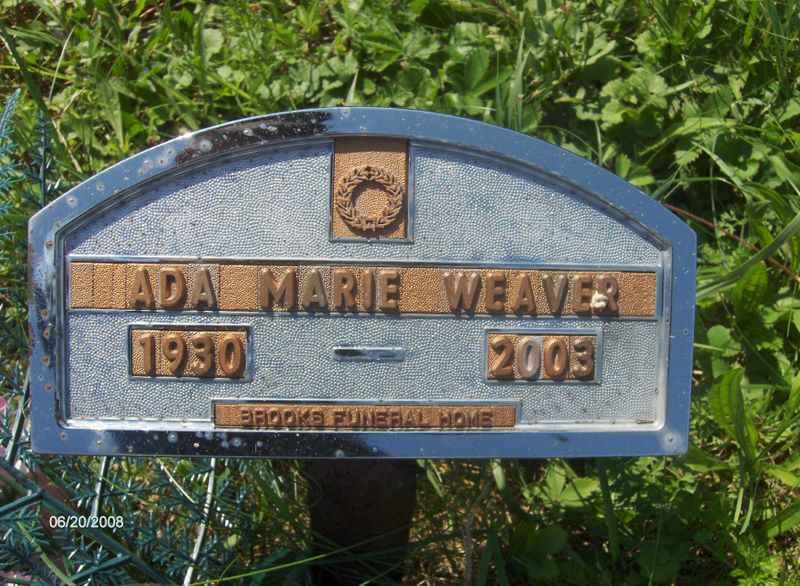 ADA MARIE WEAVER
1930 – 2003
BROOKS FUNERAL HOME
06/20/2008